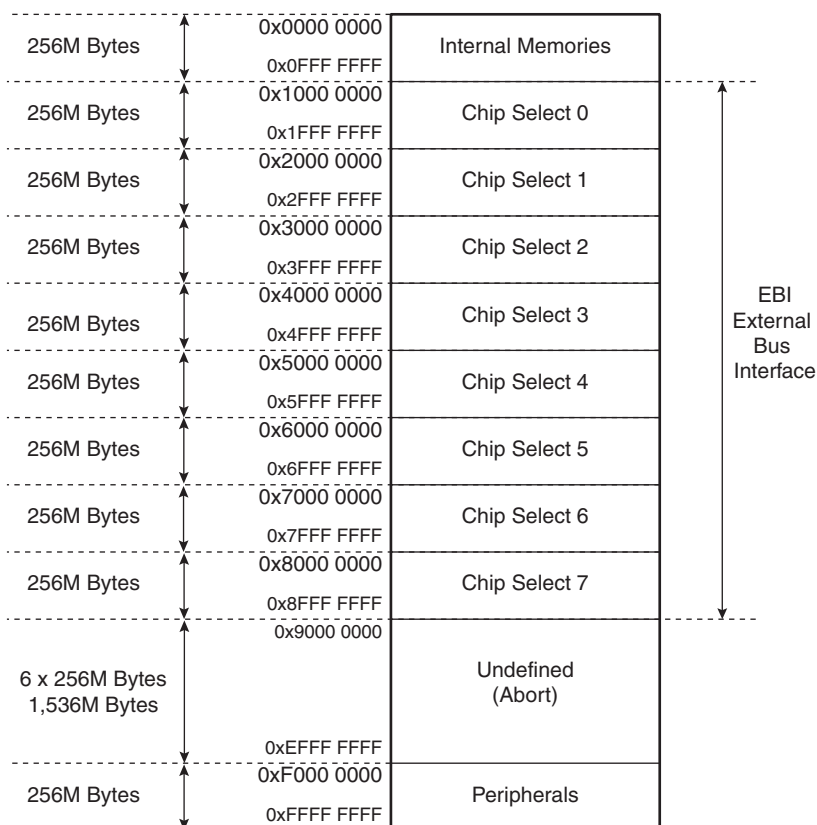 256M Bytes
0x0000 0000
0x0FFF FFFF
Internal Memories
256M Bytes
0x1000 0000
0x1FFF FFFF
Chip Select 0
256M Bytes
0x2000 0000
0x2FFF FFFF
Chip Select 1
256M Bytes
0x3000 0000
0x3FFF FFFF
Chip Select 2
256M Bytes
0x4000 0000
0x4FFF FFFF
Chip Select 3
256M Bytes
0x5000 0000
0x5FFF FFFF
Chip Select 4
256M Bytes
0x6000 0000
0x6FFF FFFF
Chip Select 5
256M Bytes
0x7000 0000
0x7FFF FFFF
Chip Select 6
256M Bytes
0x8000 0000
0x8FFF FFFF
Chip Select 7
EBI
External
Bus
Interface
6 x 256M Bytes
1,536M Bytes
0x9000 0000
0xEFFF FFFF
Undefined
(Abort)
256M Bytes
0xF000 0000
0xFFFF FFFF
Peripherals